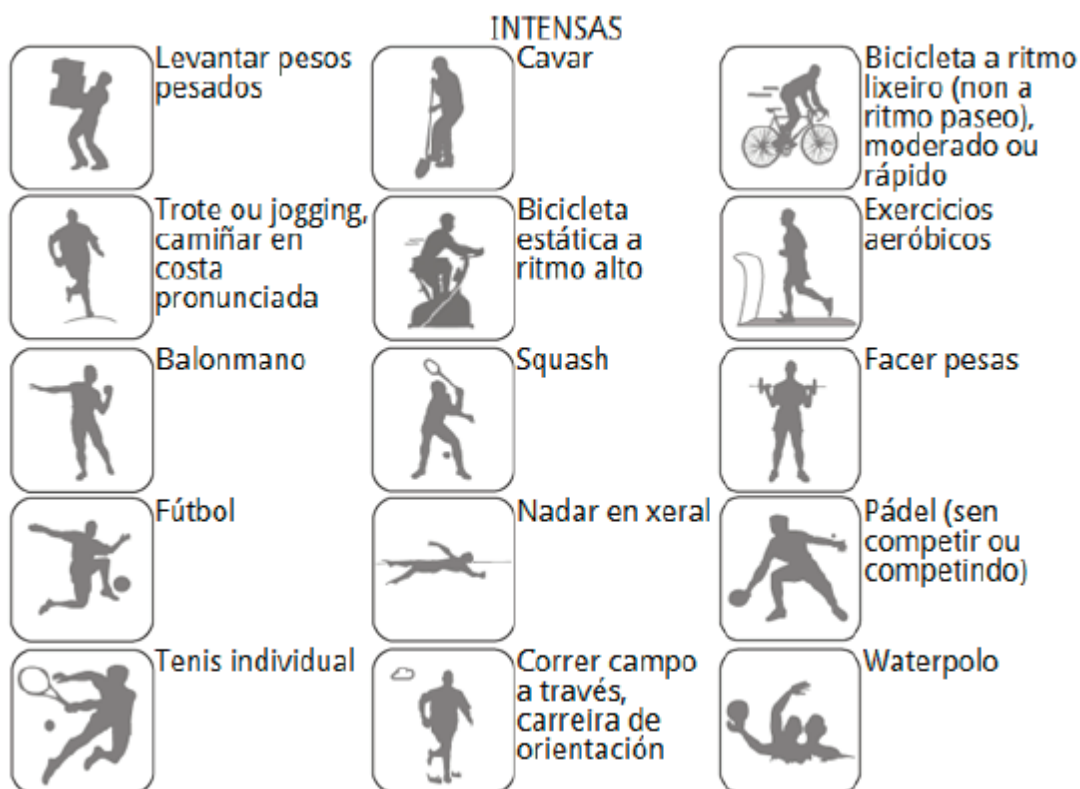 INTENSAS
Levantar pesos
pesados
Cavar
Bicicleta a ritmo
lixeiro (non a
ritmo paseo),
moderado ou
rápido
Trote ou jogging,
camiñar en
costa
pronunciada
Bicicleta
estática a
ritmo alto
Exercicios
aeróbicos
Balonmano
Squash
Facer pesas
Fútbol
Nadar en xeral
Pádel (sen
competir ou
competindo)
Tenis individual
Correr campo
a través,
carreira de
orientación
Waterpolo